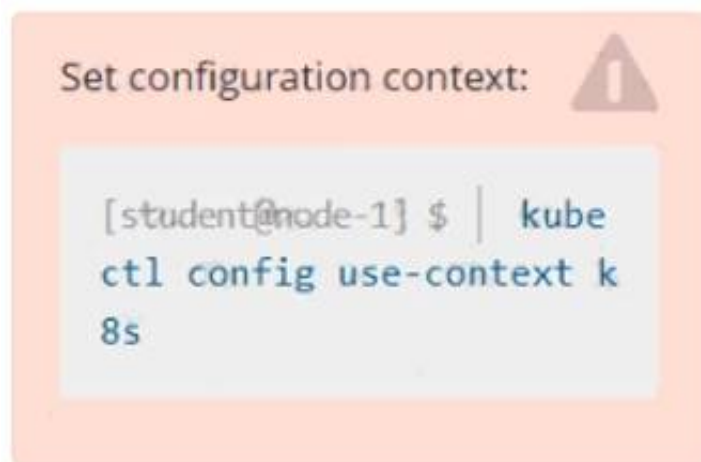 Set configuration context:
[student@node-1] $ | kube
ctl config use-context k
8s